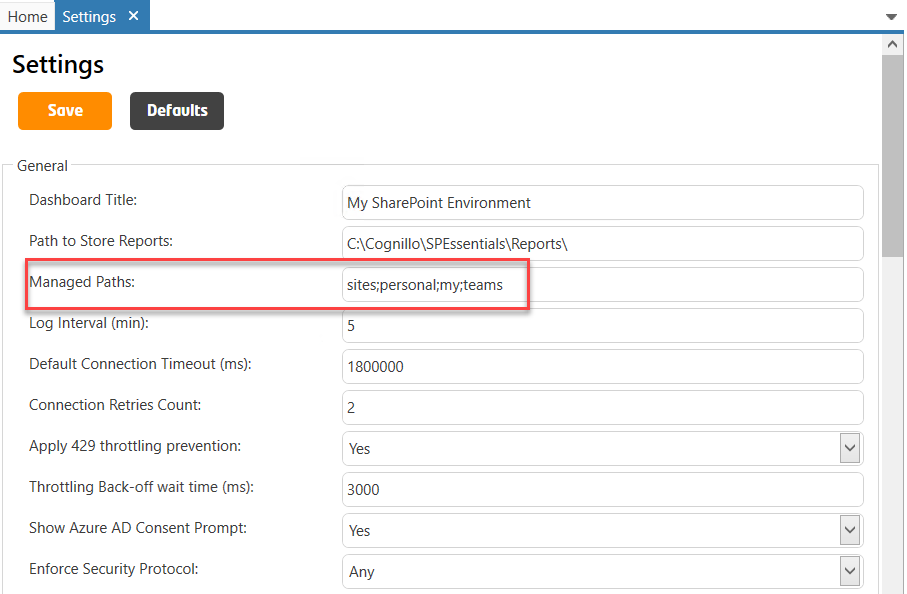 Home Settings ✕
Settings
Save Defaults
General
Dashboard Title: My SharePoint Environment
Path to Store Reports: C:\Cognillo\SPEssentials\Reports\
Managed Paths: sites;personal;my;teams
Log Interval (min): 5
Default Connection Timeout (ms): 1800000
Connection Retries Count: 2
Apply 429 throttling prevention: Yes
Throttling Back-off wait time (ms): 3000
Show Azure AD Consent Prompt: Yes
Enforce Security Protocol: Any